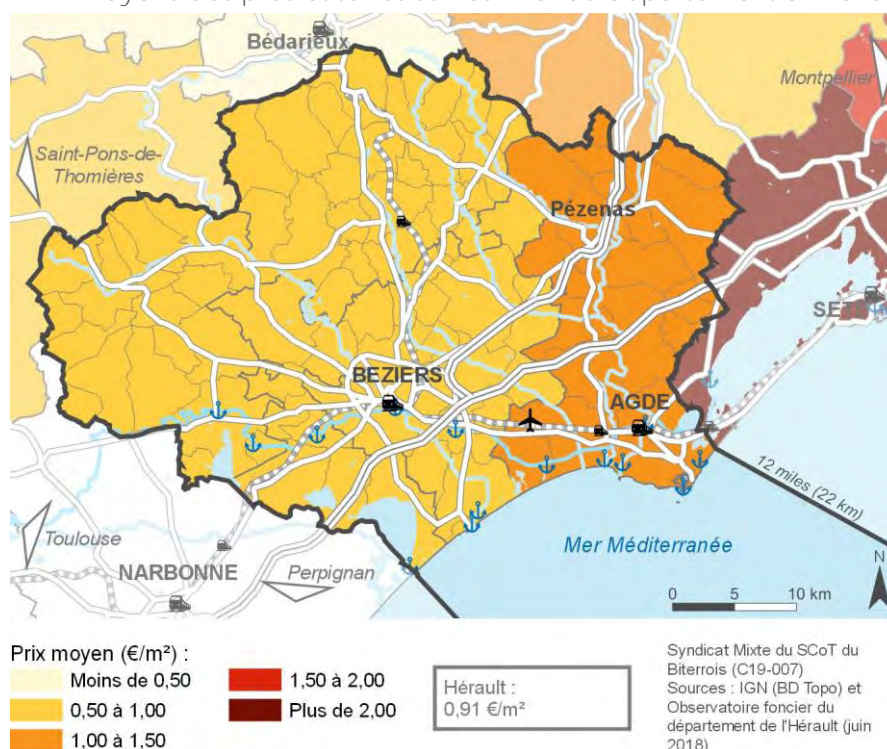 Bédarieux
Montpellier
Saint-Pons-de-
Thomières
Pézenas
SETE
BEZIERS
AGDE
12 miles (22 km)
Toulouse
Mer Méditerranée
N
NARBONNE
Perpignan
0 5 10 km
Prix moyen (€/m²) :
Moins de 0,50
0,50 à 1,00
1,00 à 1,50
1,50 à 2,00
Plus de 2,00
Hérault :
0,91 €/m²
Syndicat Mixte du SCoT du
Biterrois (C19-007)
Sources : IGN (BD Topo) et
Observatoire foncier du
département de l'Hérault (juin
2018)